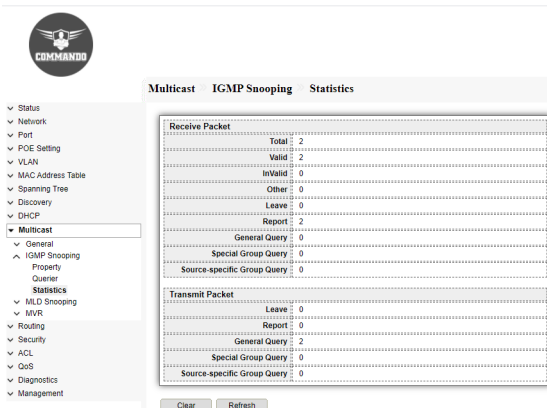 COMMANDO
Multicast IGMP Snooping Statistics
Status
Network
Port
POE Setting
VLAN
MAC Address Table
Spanning Tree
Discovery
DHCP
Multicast
General
IGMP Snooping
Property
Querier
Statistics
MLD Snooping
MVR
Routing
Security
ACL
QoS
Diagnostics
Management
Receive Packet
Total 2
Valid 2
InValid 0
Other 0
Leave 0
Report 2
General Query 0
Special Group Query 0
Source-specific Group Query 0
Transmit Packet
Leave 0
Report 0
General Query 2
Special Group Query 0
Source-specific Group Query 0
Clear Refresh